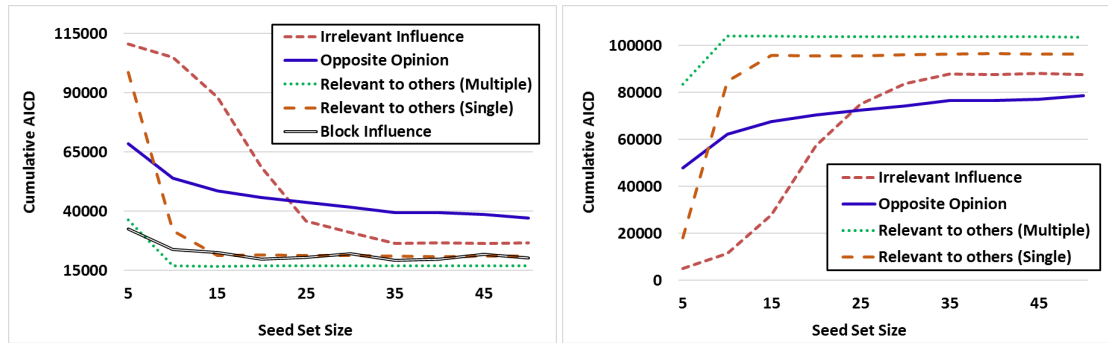 115000
90000
65000
40000
15000
Cumulative AICD
Irrelevant Influence
Opposite Opinion
Relevant to others (Multiple)
Relevant to others (Single)
Block Influence
5 15 25 35 45
Seed Set Size
100000
80000
60000
40000
20000
0
Cumulative AICD
Irrelevant Influence
Opposite Opinion
Relevant to others (Multiple)
Relevant to others (Single)
5 15 25 35 45
Seed Set Size